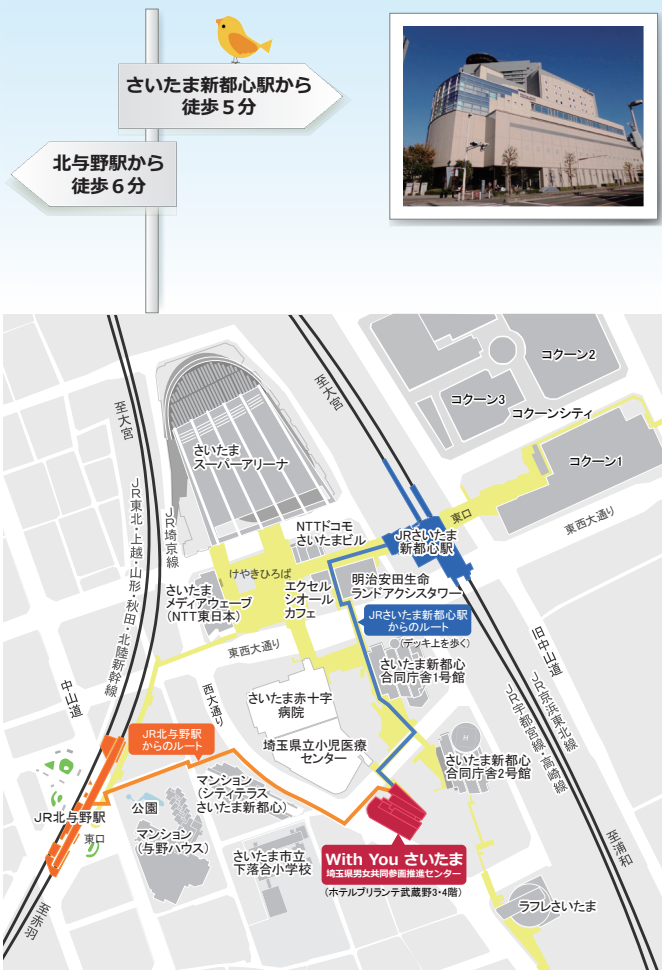 さいたま新都心駅から
徒歩５分
北与野駅から
徒歩６分
コクーン2
コクーン3
コクーンシティ
コクーン1
至大宮
至大宮
さいたま
スーパーアリーナ
NTTドコモ
さいたまビル
JRさいたま
新都心駅
東口
東西大通り
JR埼京線
JR東北・上越・山形・秋田・北陸新幹線
けやきひろば
さいたま
メディアウェーブ
(NTT東日本)
エクセル
シオール
カフェ
明治安田生命
ランドアクシスタワー
JRさいたま新都心駅
からのルート
(デッキ上を歩く)
東西大通り
中山道
西大通り
さいたま新都心
合同庁舎1号館
旧中山道
JR京浜東北線
JR宇都宮線・高崎線
さいたま赤十字
病院
埼玉県立小児医療
センター
H
さいたま新都心
合同庁舎2号館
JR北与野駅
からのルート
マンション
(シティテラス
さいたま新都心)
公園
JR北与野駅
東口
マンション
(与野ハウス)
さいたま市立
下落合小学校
With You さいたま
埼玉県男女共同参画推進センター
(ホテルブリランテ武蔵野3・4階)
至浦和
ラフレさいたま
至赤羽